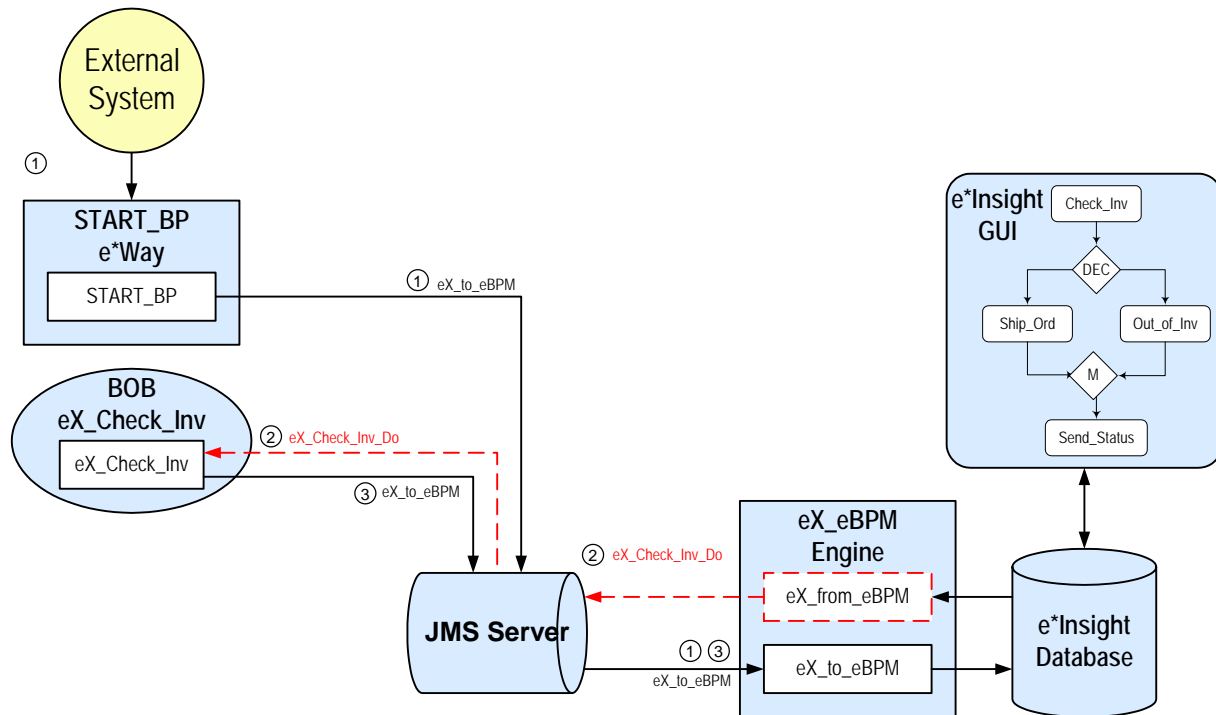 External
System
①
START_BP
e*Way
START_BP
① eX_to_eBPM
BOB
eX_Check_Inv
eX_Check_Inv
② eX_Check_Inv_Do
③ eX_to_eBPM
JMS Server
② eX_Check_Inv_Do
① ③
eX_to_eBPM
eX_eBPM
Engine
eX_from_eBPM
eX_to_eBPM
e*Insight
GUI
Check_Inv
DEC
Ship_Ord
Out_of_Inv
M
Send_Status
e*Insight
Database